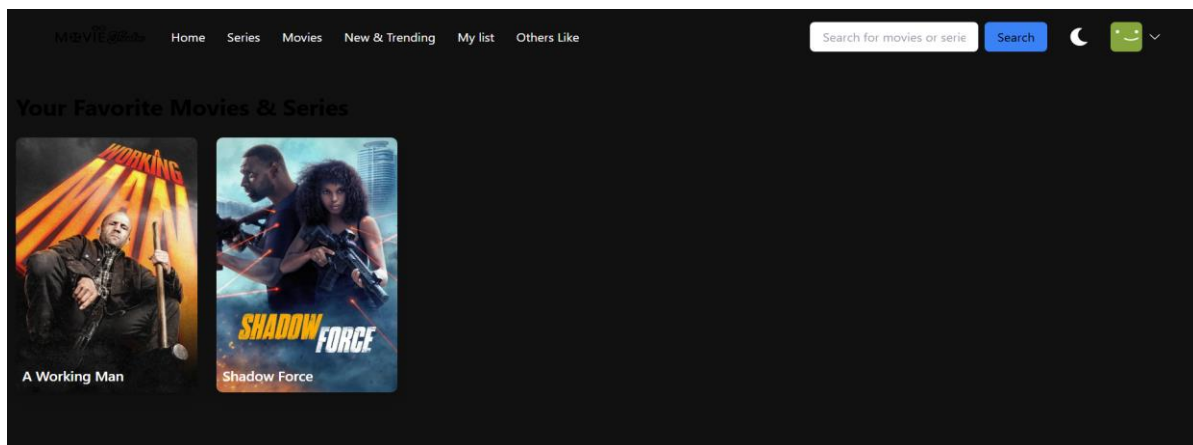 MOVIE
Home
Series
Movies
New & Trending
My list
Others Like
Search for movies or serie
Search
Your Favorite Movies & Series
A WORKING MAN
A Working Man
SHADOW FORCE
Shadow Force